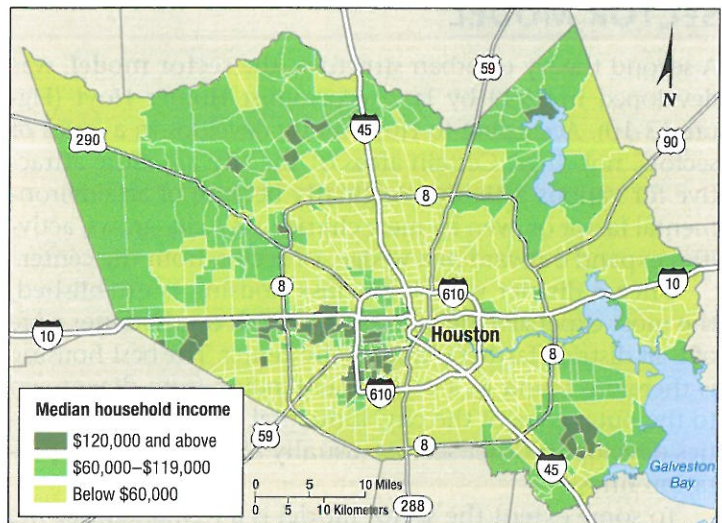 SECTOR MODEL
59
N
45
290
90
8
8
610
10
Houston
10
8
610
Median household income
$120,000 and above
$60,000–$119,000
Below $60,000
59
8
0 5 10 Miles
0 5 10 Kilometers
288
45
Galveston
Bay